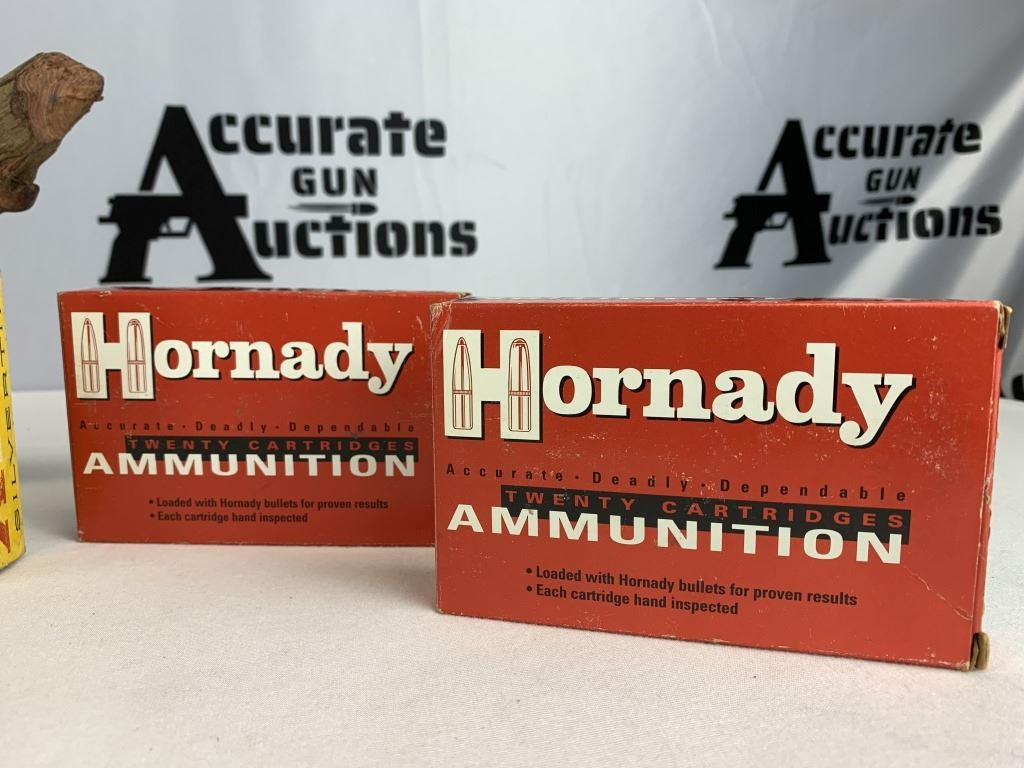 Accurate
GUN
Auctions
Accurate
GUN
Auctions
Hornady
Accurate · Deadly · Dependable
TWENTY CARTRIDGES
AMMUNITION
• Loaded with Hornady bullets for proven results
• Each cartridge hand inspected
Hornady
Accurate · Deadly · Dependable
TWENTY CARTRIDGES
AMMUNITION
• Loaded with Hornady bullets for proven results
• Each cartridge hand inspected